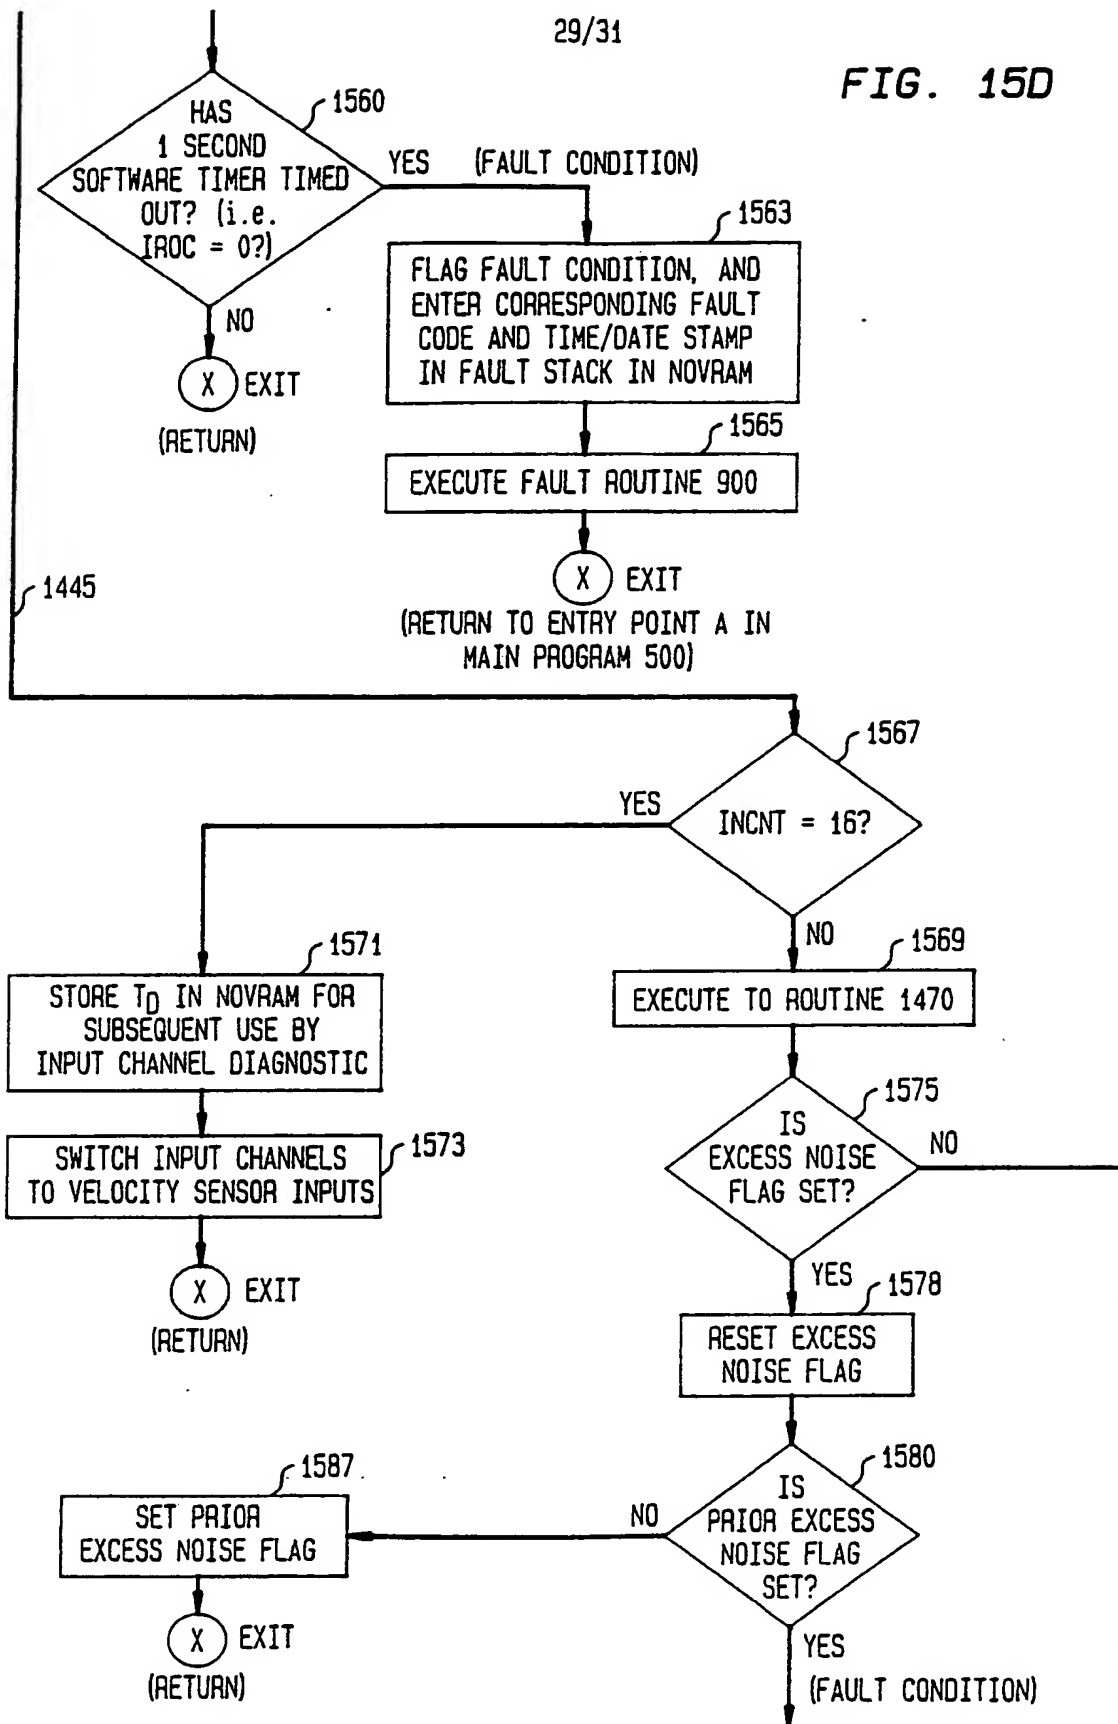 29/31
FIG. 15D
1560
HAS
1 SECOND
SOFTWARE TIMER TIMED
OUT? (i.e.
IROC = 0?)
YES (FAULT CONDITION)
NO
X EXIT
(RETURN)
1563
FLAG FAULT CONDITION, AND
ENTER CORRESPONDING FAULT
CODE AND TIME/DATE STAMP
IN FAULT STACK IN NOVRAM
1565
EXECUTE FAULT ROUTINE 900
X EXIT
(RETURN TO ENTRY POINT A IN
MAIN PROGRAM 500)
1445
1567
INCNT = 16?
YES
NO
1571
STORE TD IN NOVRAM FOR
SUBSEQUENT USE BY
INPUT CHANNEL DIAGNOSTIC
1573
SWITCH INPUT CHANNELS
TO VELOCITY SENSOR INPUTS
X EXIT
(RETURN)
1569
EXECUTE TO ROUTINE 1470
1575
IS
EXCESS NOISE
FLAG SET?
NO
YES
1578
RESET EXCESS
NOISE FLAG
1580
IS
PRIOR EXCESS
NOISE FLAG
SET?
NO
1587
SET PRIOR
EXCESS NOISE FLAG
X EXIT
(RETURN)
YES
(FAULT CONDITION)